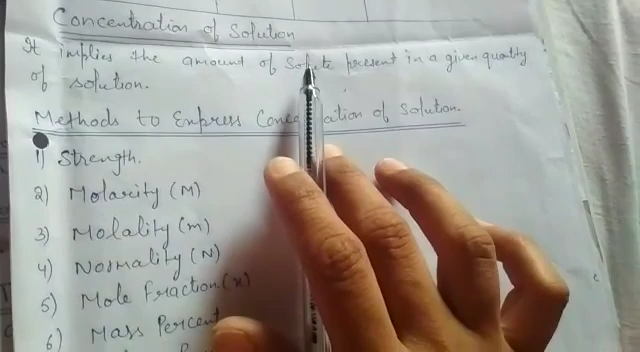 Concentration of Solution
It implies the amount of Solute present in a given quantity
of solution.
Methods to Express Concentration of Solution.
1) Strength.
2) Molarity (M)
3) Molality (m)
4) Normality (N)
5) Mole Fraction (x)
6) Mass Percent